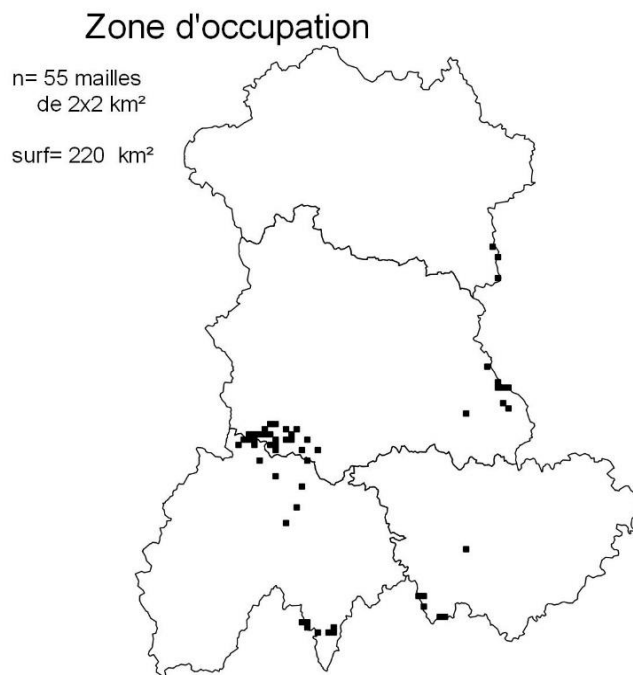 Zone d'occupation
n= 55 mailles
de 2x2 km²
surf= 220 km²